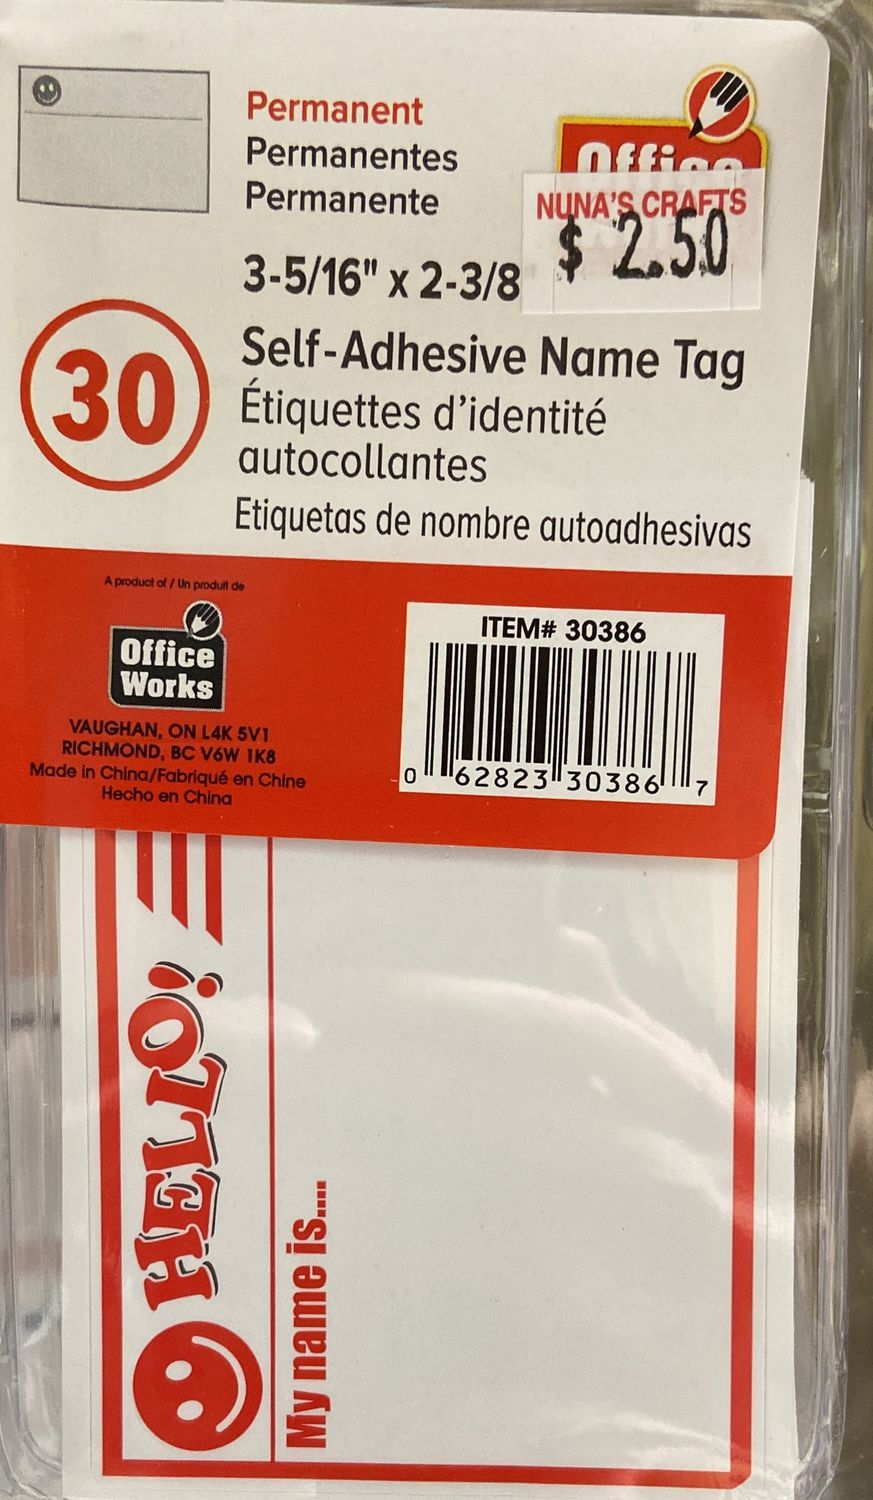 Permanent
Permanentes
Permanente
Office
NUNA'S CRAFTS
$ 2.50
3-5/16" x 2-3/8
30
Self-Adhesive Name Tag
Étiquettes d'identité
autocollantes
Etiquetas de nombre autoadhesivas
A product of / Un produit de
Office
Works
VAUGHAN, ON L4K 5V1
RICHMOND, BC V6W 1K8
Made in China/Fabriqué en Chine
Hecho en China
ITEM# 30386
0 62823 30386 7
HELLO!
My name is....